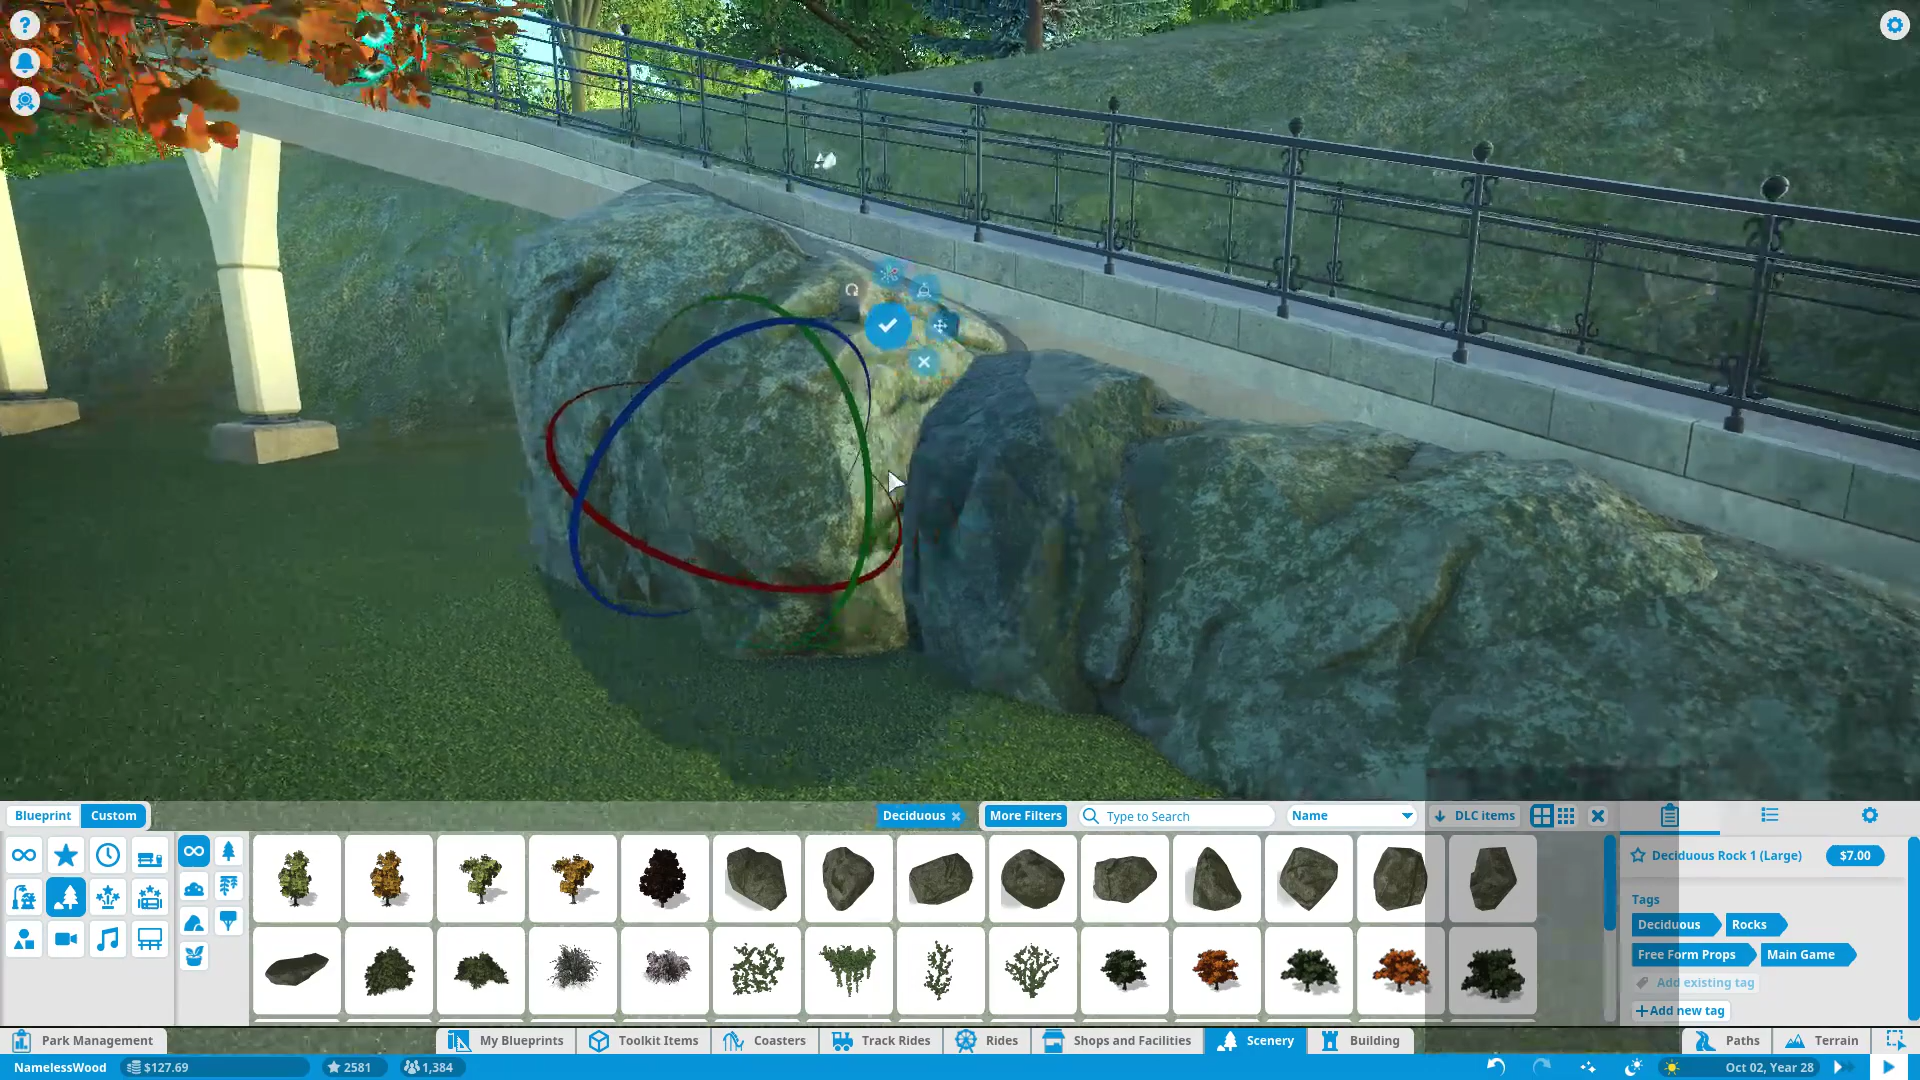 ?
Blueprint Custom Deciduous × More Filters Type to Search Name DLC items
Deciduous Rock 1 (Large) $7.00
Tags
Deciduous Rocks
Free Form Props Main Game
Add existing tag
+Add new tag
Park Management My Blueprints Toolkit Items Coasters Track Rides Rides Shops and Facilities Scenery Building Paths Terrain
NamelessWood $127.69 2581 1,384 Oct 02, Year 28